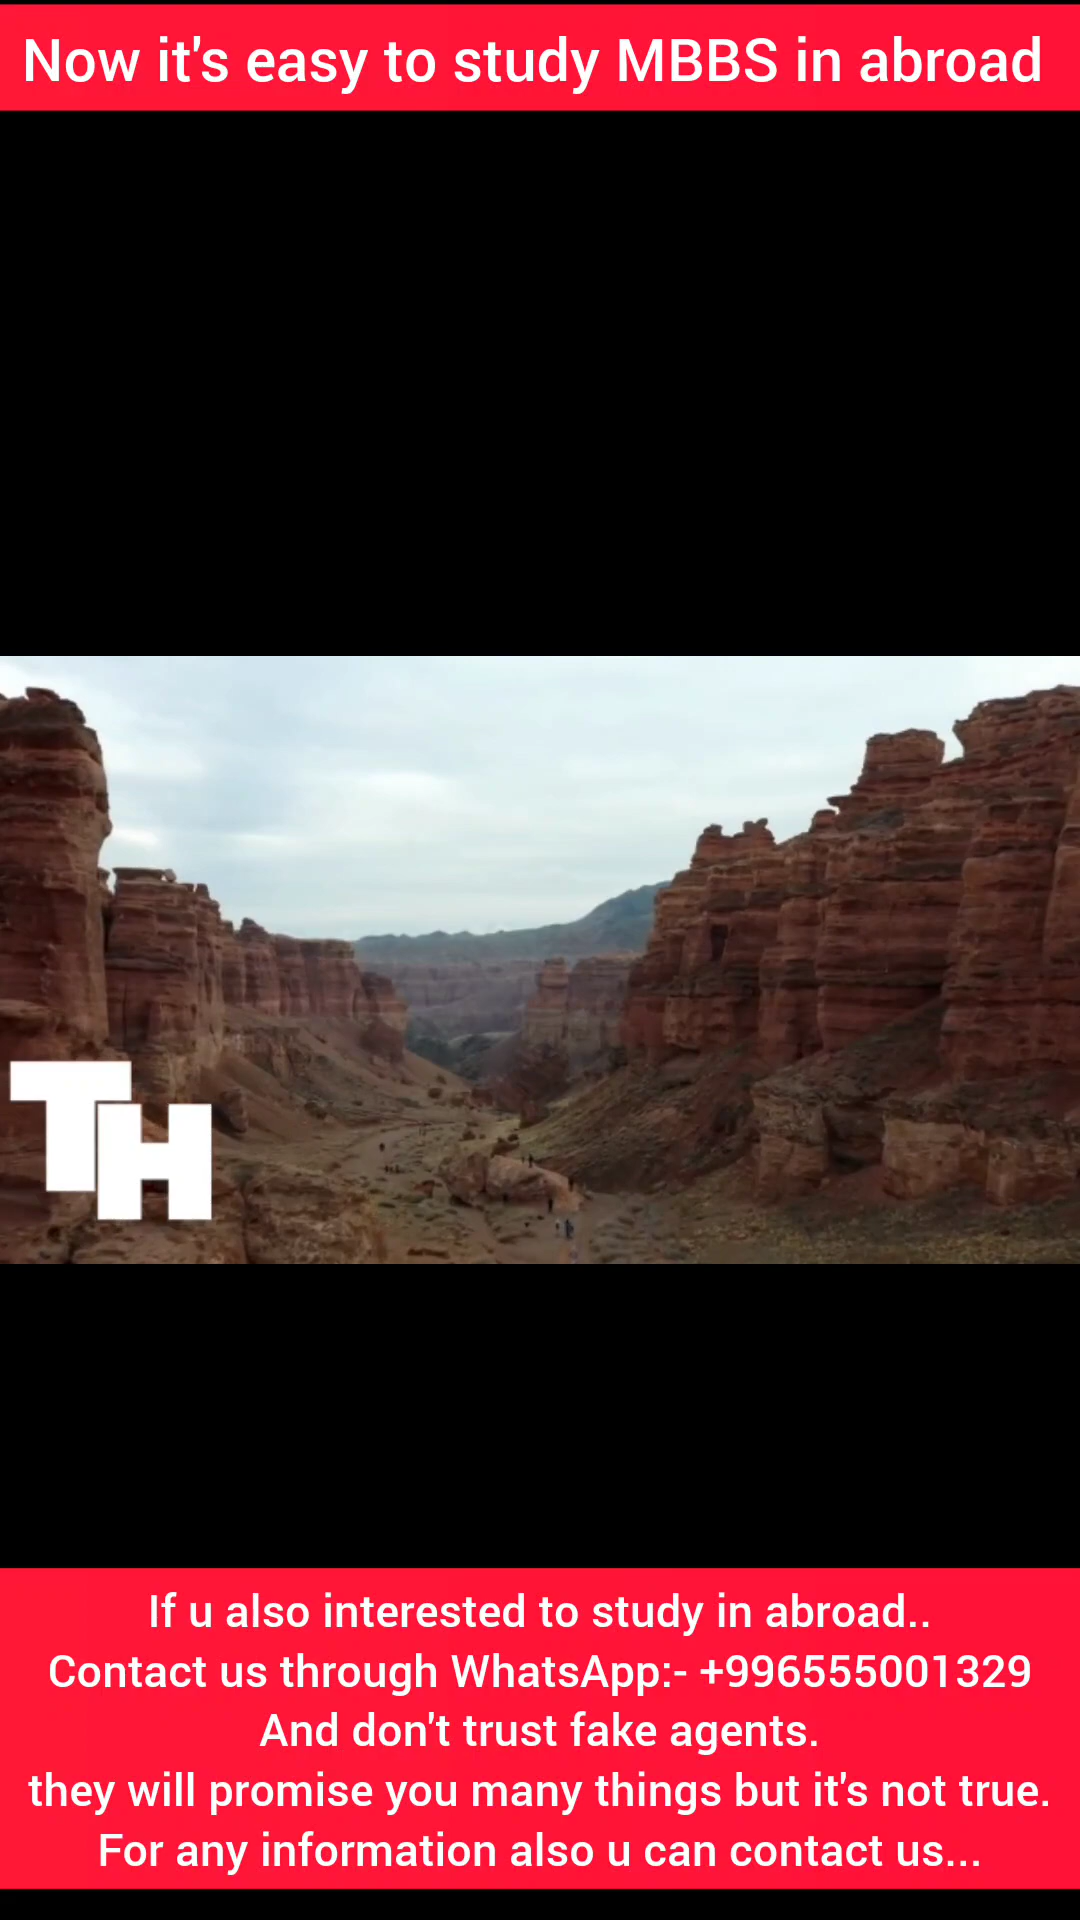 Now it's easy to study MBBS in abroad
TH
If u also interested to study in abroad..
Contact us through WhatsApp:- +996555001329
And don't trust fake agents.
they will promise you many things but it's not true.
For any information also u can contact us...